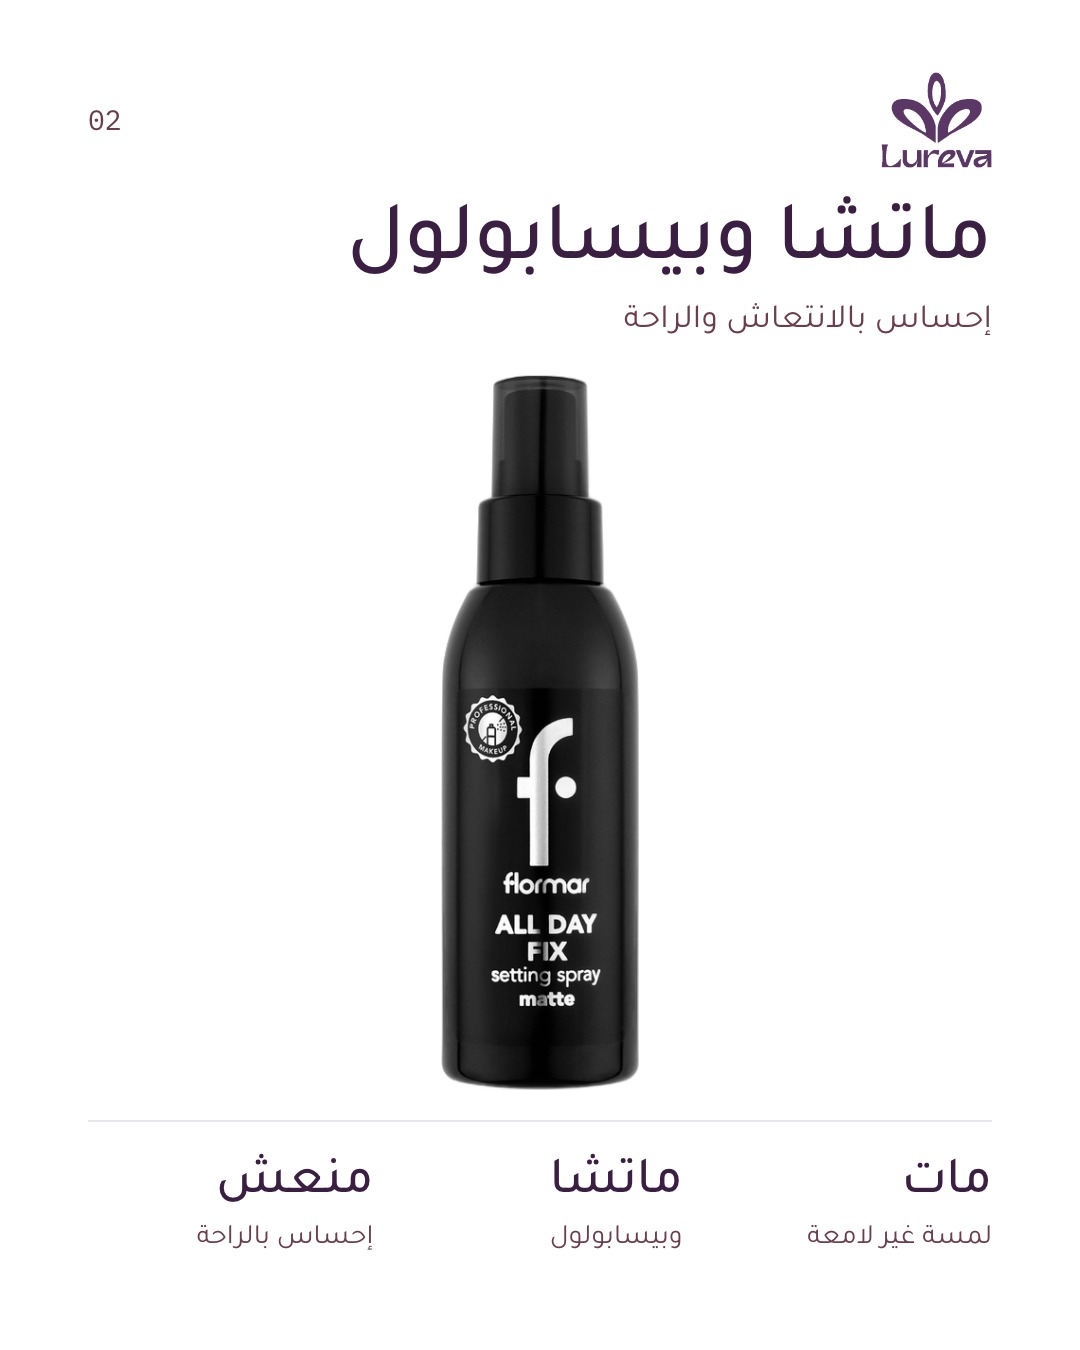 02
Lureva
ماتشا وبيسابولول
إحساس بالانتعاش والراحة
PROFESSIONAL
MAKEUP
flormar
ALL DAY
FIX
setting spray
matte
مات
لمسة غير لامعة
ماتشا
وبيسابولول
منعش
إحساس بالراحة